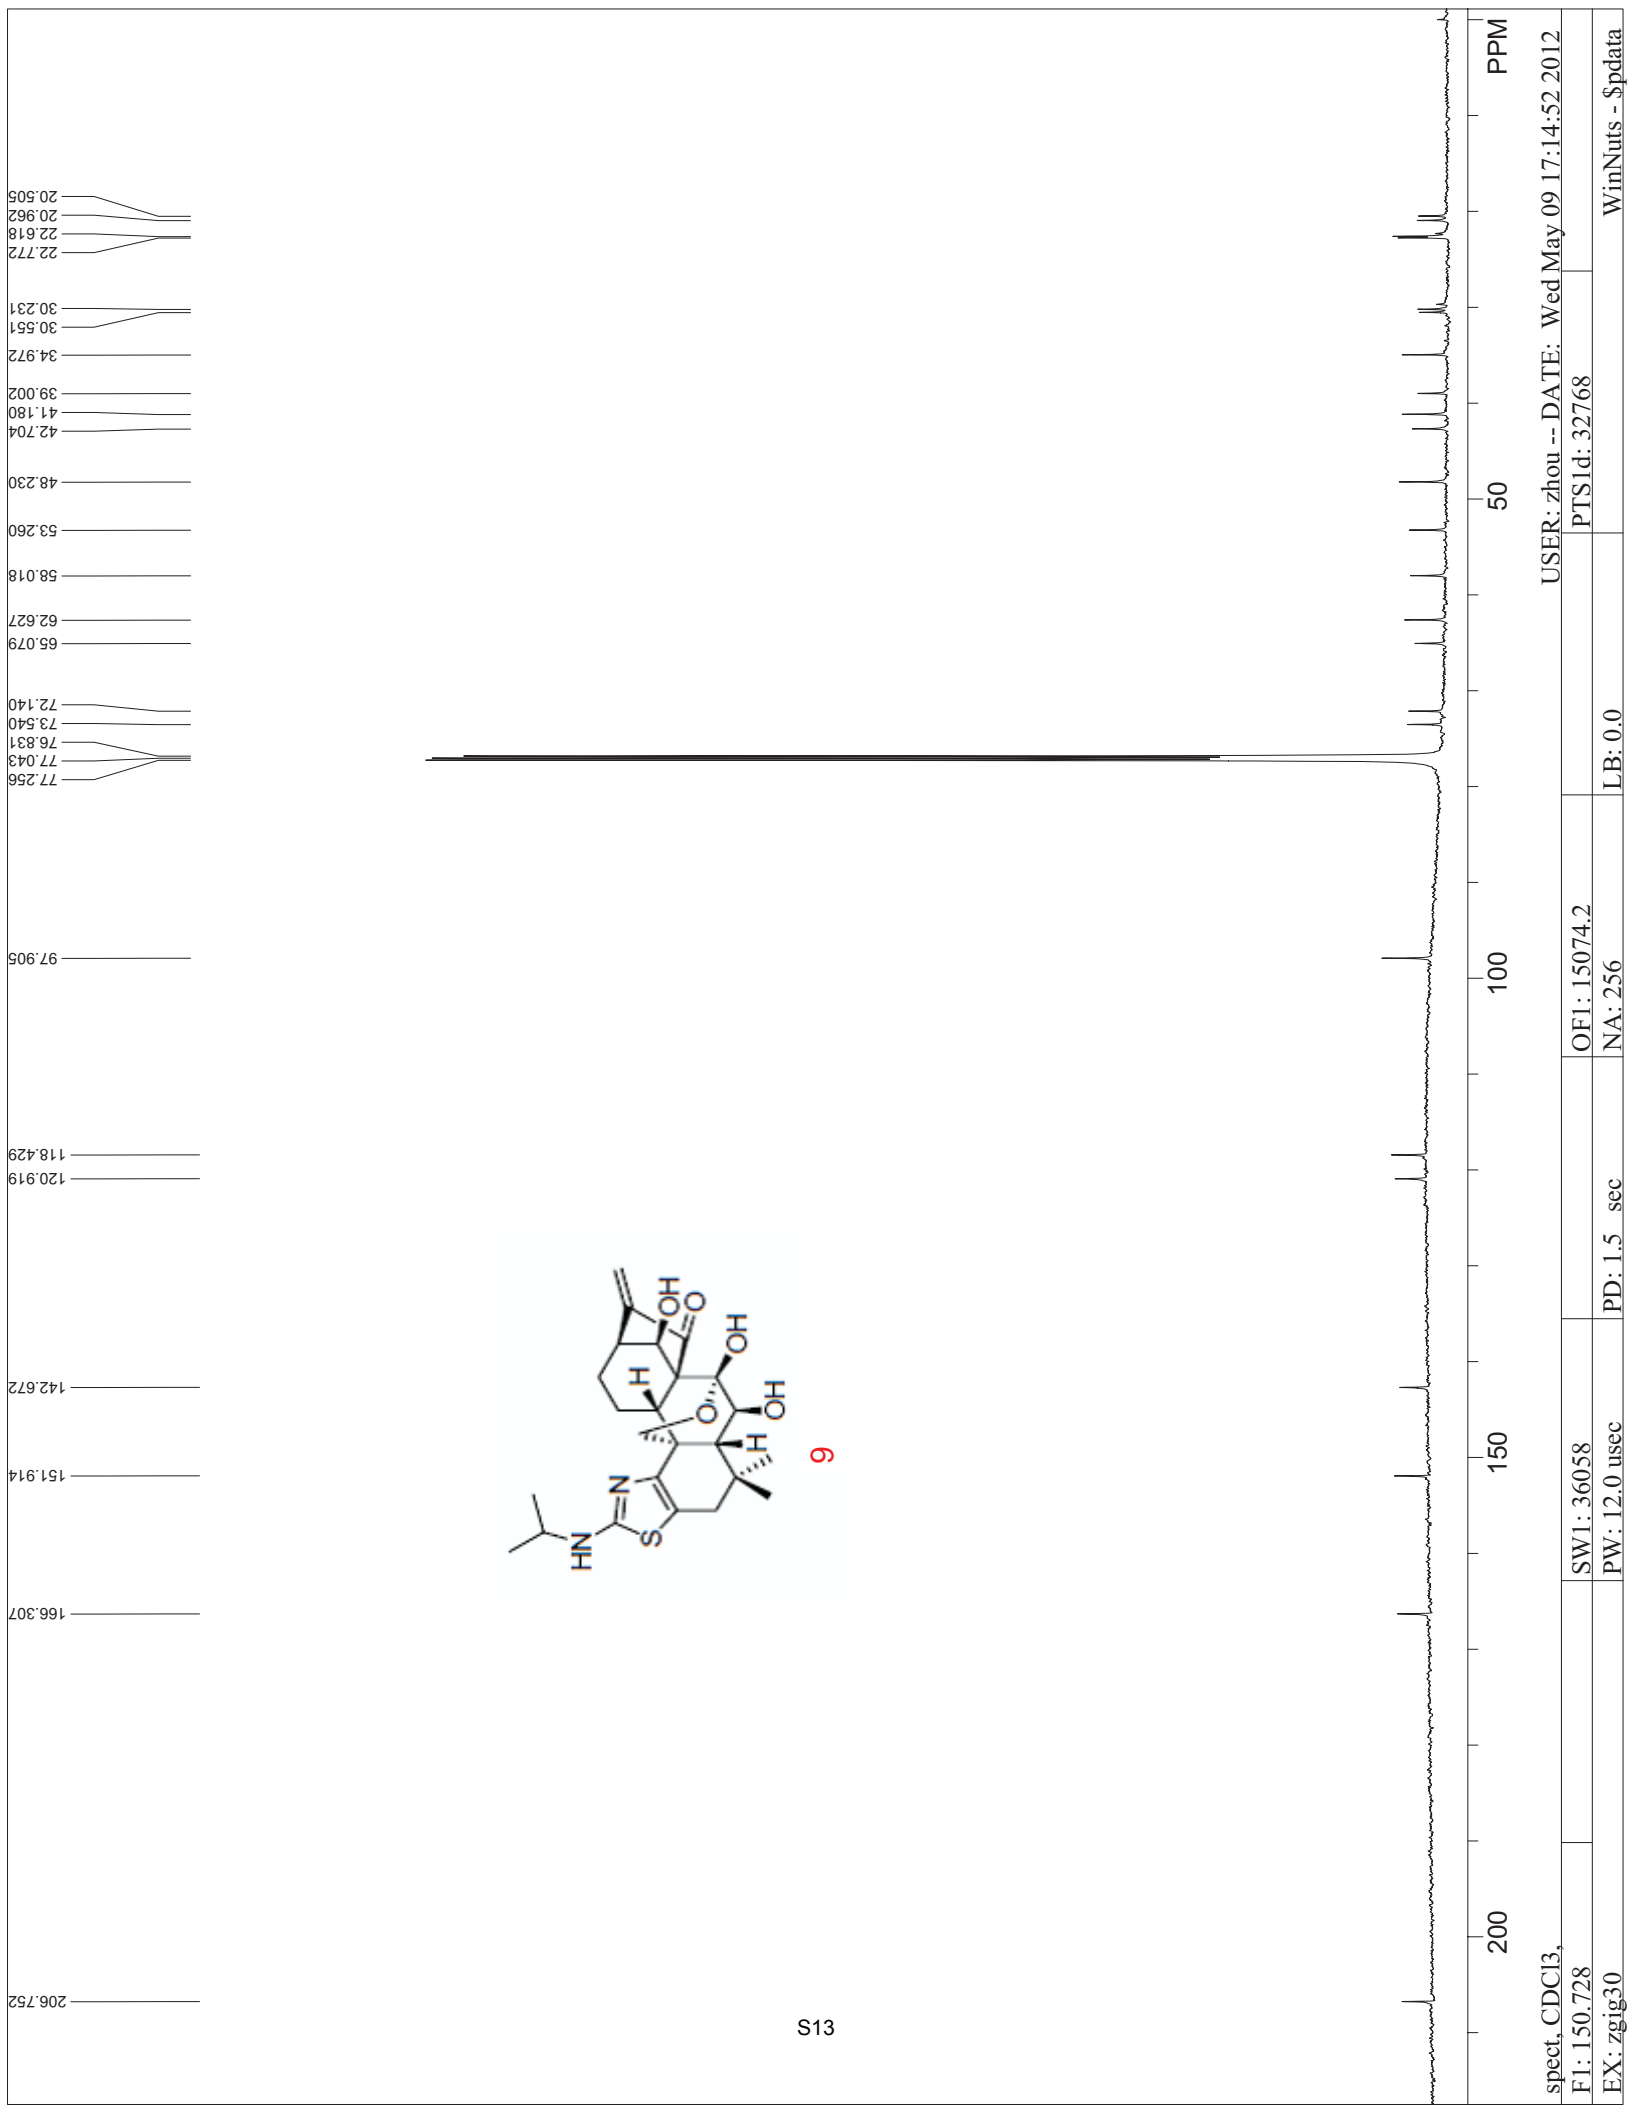 20.505
20.962
22.618
22.772
30.231
30.551
34.972
39.002
41.180
42.704
48.230
53.260
58.018
62.627
65.079
72.140
73.540
76.831
77.043
77.256
97.905
118.429
120.919
142.672
151.914
166.307
206.752
HN
N
S
H
OH
O
O
OH
OH
H
9
200
150
100
50
PPM
spect, CDCl3,
USER: zhou -- DATE: Wed May 09 17:14:52 2012
F1: 150.728
SW1: 36058
OF1: 15074.2
PTS1d: 32768
EX: zgig30
PW: 12.0 usec
PD: 1.5 sec
NA: 256
LB: 0.0
WinNuts - $pdata
S13